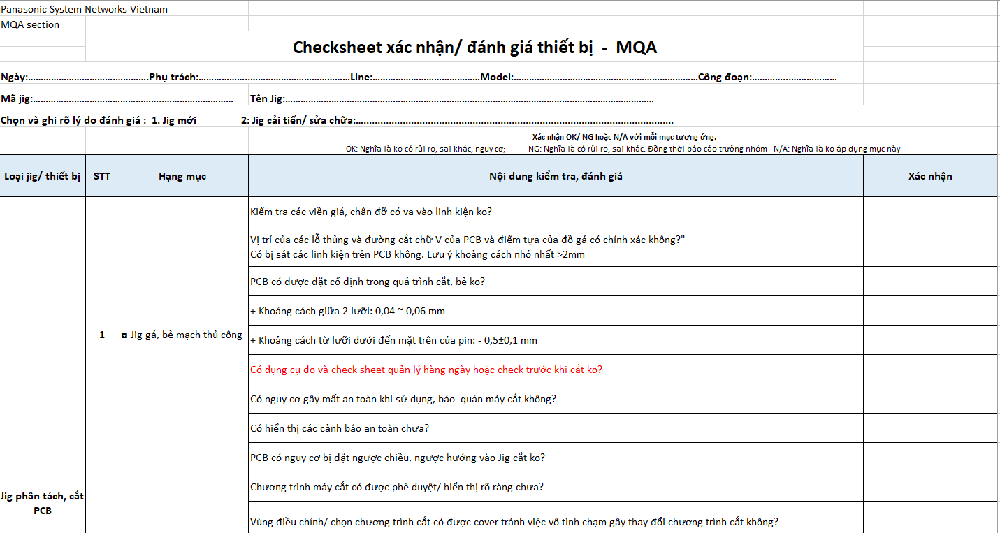 Panasonic System Networks Vietnam
MQA section
Checksheet xác nhận/ đánh giá thiết bị  -  MQA
Ngày:……………………………………Phụ trách:………………………………………………Line:…………………………………Model:…………………………………………………………Công đoạn:…………………………
Mã jig:………………………………………………………………  Tên Jig:……………………………………………………………………………………………………………………
Chọn và ghi rõ lý do đánh giá :  1. Jig mới  2: Jig cải tiến/ sửa chữa:……………………………………………………………………………………………………
Xác nhận OK/ NG hoặc N/A với mỗi mục tương ứng.
OK: Nghĩa là ko có rủi ro, sai khác, nguy cơ;  NG: Nghĩa là có rủi ro, sai khác. Đồng thời báo cáo trưởng nhóm  N/A: Nghĩa là ko áp dụng mục này
Loại jig/ thiết bị  STT  Hạng mục  Nội dung kiểm tra, đánh giá  Xác nhận
Kiểm tra các viền giá, chân đỡ có va vào linh kiện ko?
Vị trí của các lỗ thủng và đường cắt chữ V của PCB và điểm tựa của đồ gá có chính xác không?"
Có bị sát các linh kiện trên PCB không. Lưu ý khoảng cách nhỏ nhất >2mm
PCB có được đặt cố định trong quá trình cắt, bẻ ko?
+ Khoảng cách giữa 2 lưỡi: 0,04 ~ 0,06 mm
1  Jig gá, bẻ mạch thủ công
+ Khoảng cách từ lưỡi dưới đến mặt trên của pin: - 0,5±0,1 mm
Có dụng cụ đo và check sheet quản lý hàng ngày hoặc check trước khi cắt ko?
Có nguy cơ gây mất an toàn khi sử dụng, bảo  quản máy cắt không?
Có hiển thị các cảnh báo an toàn chưa?
PCB có nguy cơ bị đặt ngược chiều, ngược hướng vào Jig cắt ko?
Jig phân tách, cắt
PCB
Chương trình máy cắt có được phê duyệt/ hiển thị rõ ràng chưa?
Vùng điều chỉnh/ chọn chương trình cắt có được cover tránh việc vô tình chạm gây thay đổi chương trình cắt không?